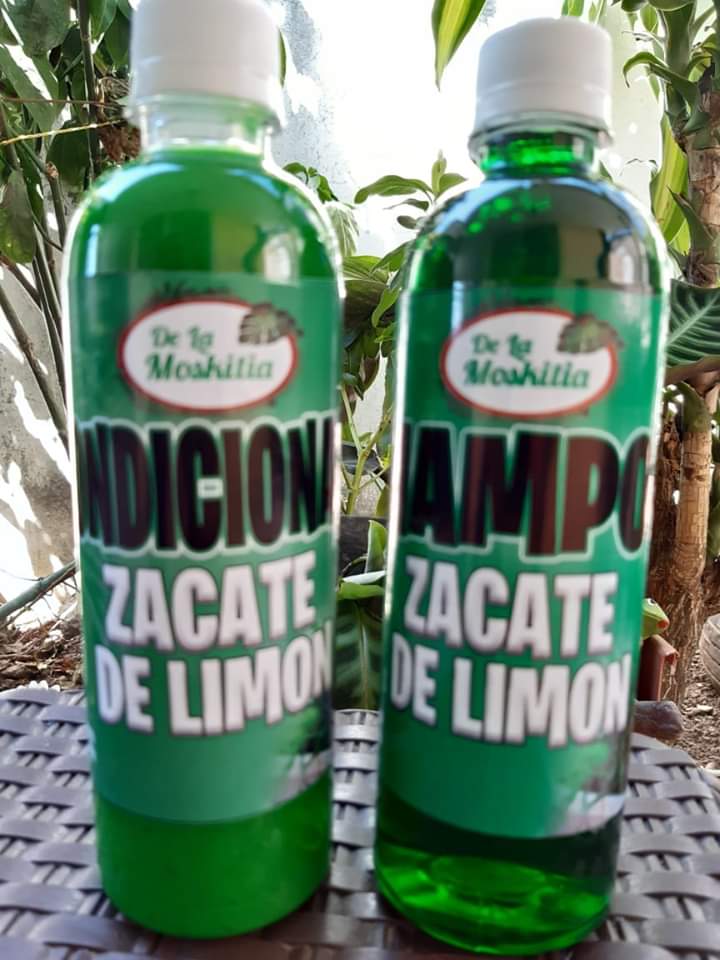 De La
Moskitia
NDICIONA
ZACATE
DE LIMON
De La
Moskitia
AMPO
ZACATE
DE LIMON